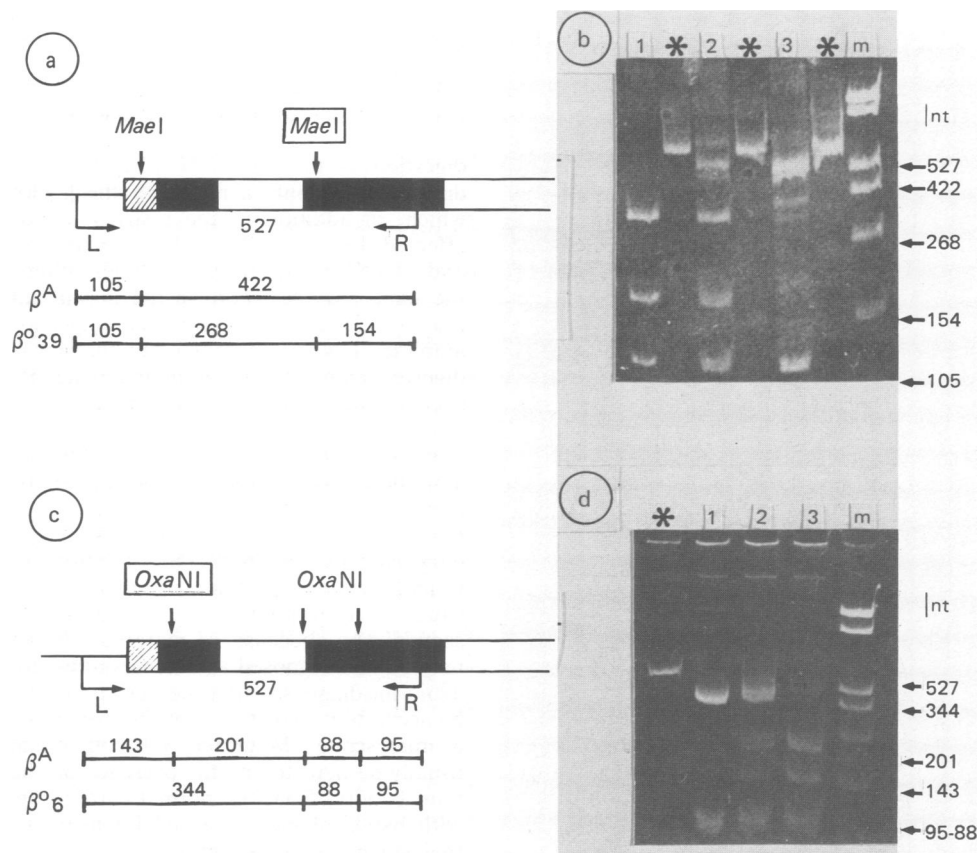 a
MaeI
MaeI
527
L
R
βA
105
422
βº39
105
268
154
b
1 * 2 * 3 * m
nt
527
422
268
154
105
c
OxaNI
OxaNI
527
L
R
βA
143
201
88
95
βº6
344
88
95
d
* 1 2 3 m
nt
527
344
201
143
95-88